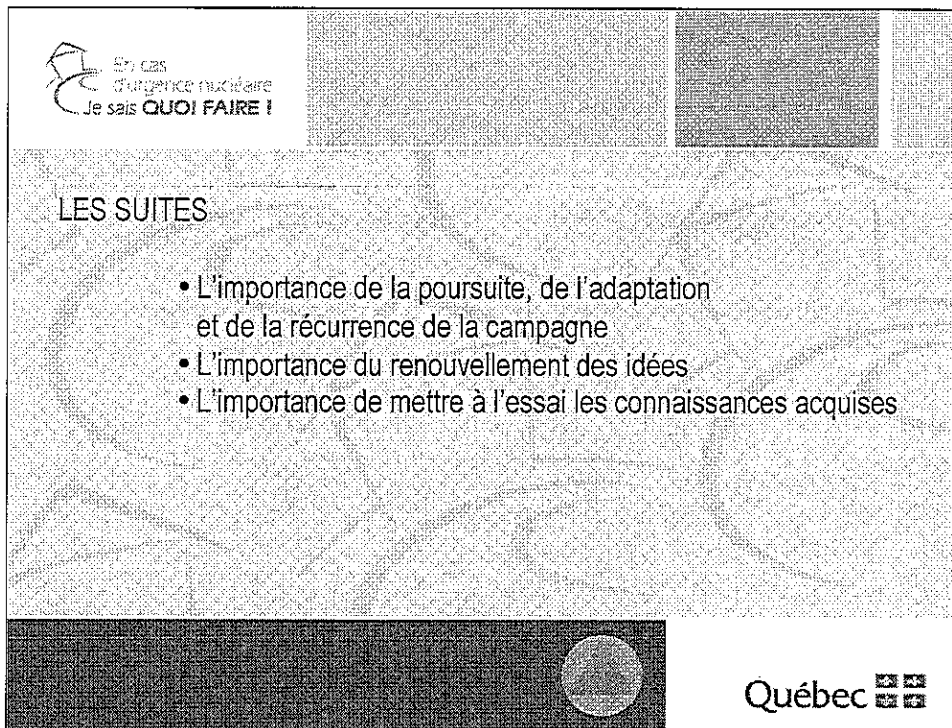 En cas
d'urgence nucléaire
Je sais QUOI FAIRE !
LES SUITES
• L'importance de la poursuite, de l'adaptation
et de la récurrence de la campagne
• L'importance du renouvellement des idées
• L'importance de mettre à l'essai les connaissances acquises
Québec